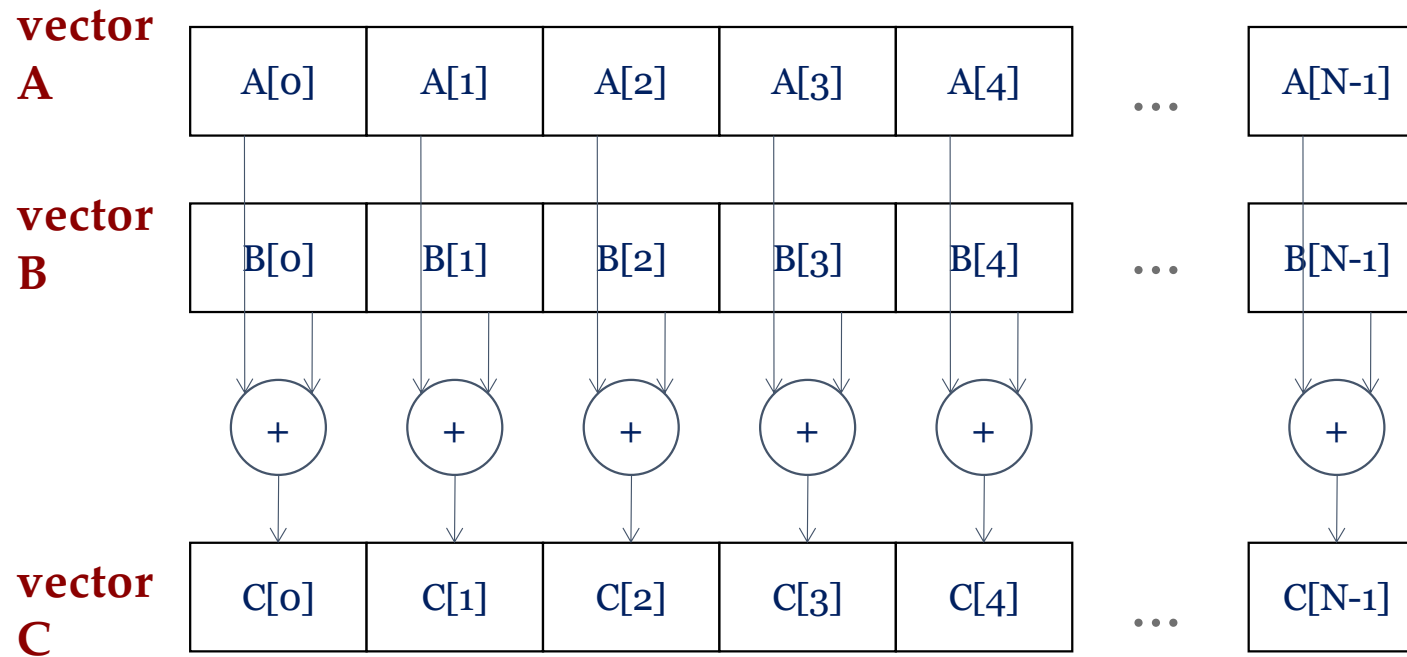 vector
A
A[0] A[1] A[2] A[3] A[4] ... A[N-1]
vector
B
B[0] B[1] B[2] B[3] B[4] ... B[N-1]
+ + + + + +
vector
C
C[0] C[1] C[2] C[3] C[4] ... C[N-1]